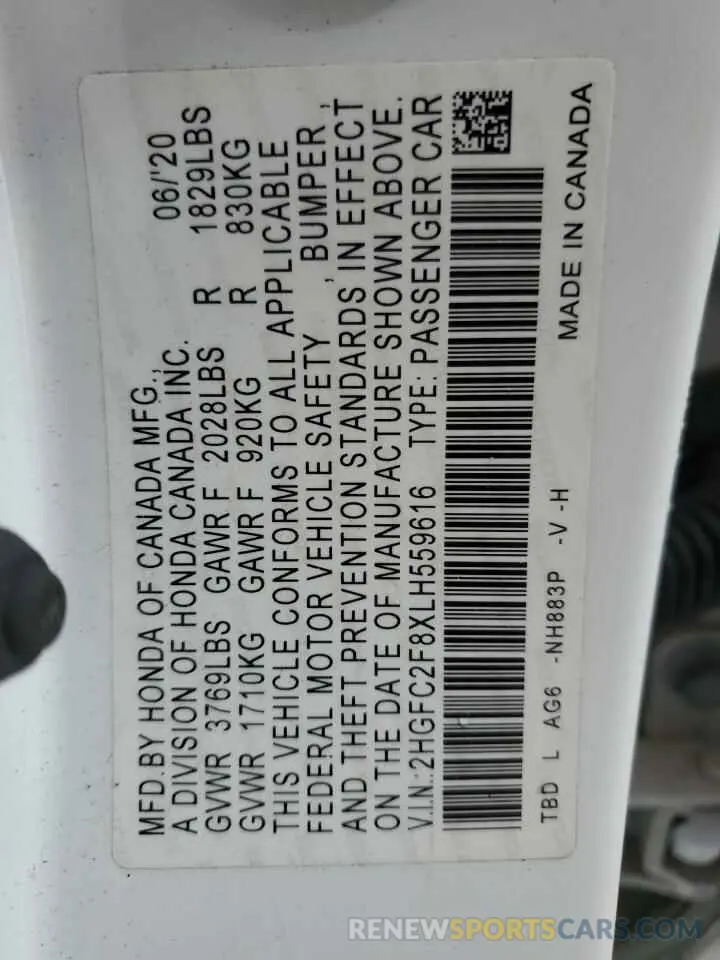 MFD.BY HONDA OF CANADA MFG., 06/'20
A DIVISION OF HONDA CANADA INC.
GVWR 3769LBS GAWR F 2028LBS R 1829LBS
GVWR 1710KG GAWR F 920KG R 830KG
THIS VEHICLE CONFORMS TO ALL APPLICABLE
FEDERAL MOTOR VEHICLE SAFETY , BUMPER ,
AND THEFT PREVENTION STANDARDS IN EFFECT
ON THE DATE OF MANUFACTURE SHOWN ABOVE.
V.I.N.:2HGFC2F8XLH559616 TYPE: PASSENGER CAR
TBD L AG6 -NH883P -V -H MADE IN CANADA
RENEWSPORTSCARS.COM